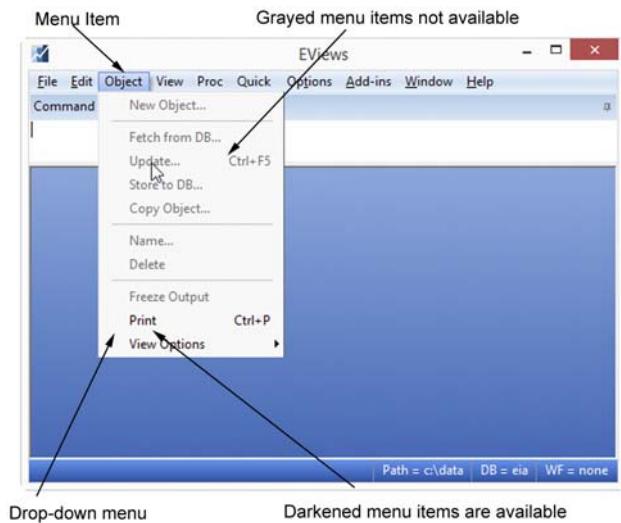 Menu Item
Grayed menu items not available
EViews
File Edit Object View Proc Quick Options Add-ins Window Help
Command
New Object...
Fetch from DB...
Update... Ctrl+F5
Store to DB...
Copy Object...
Name...
Delete
Freeze Output
Print Ctrl+P
View Options
Path = c:\data DB = eia WF = none
Drop-down menu
Darkened menu items are available